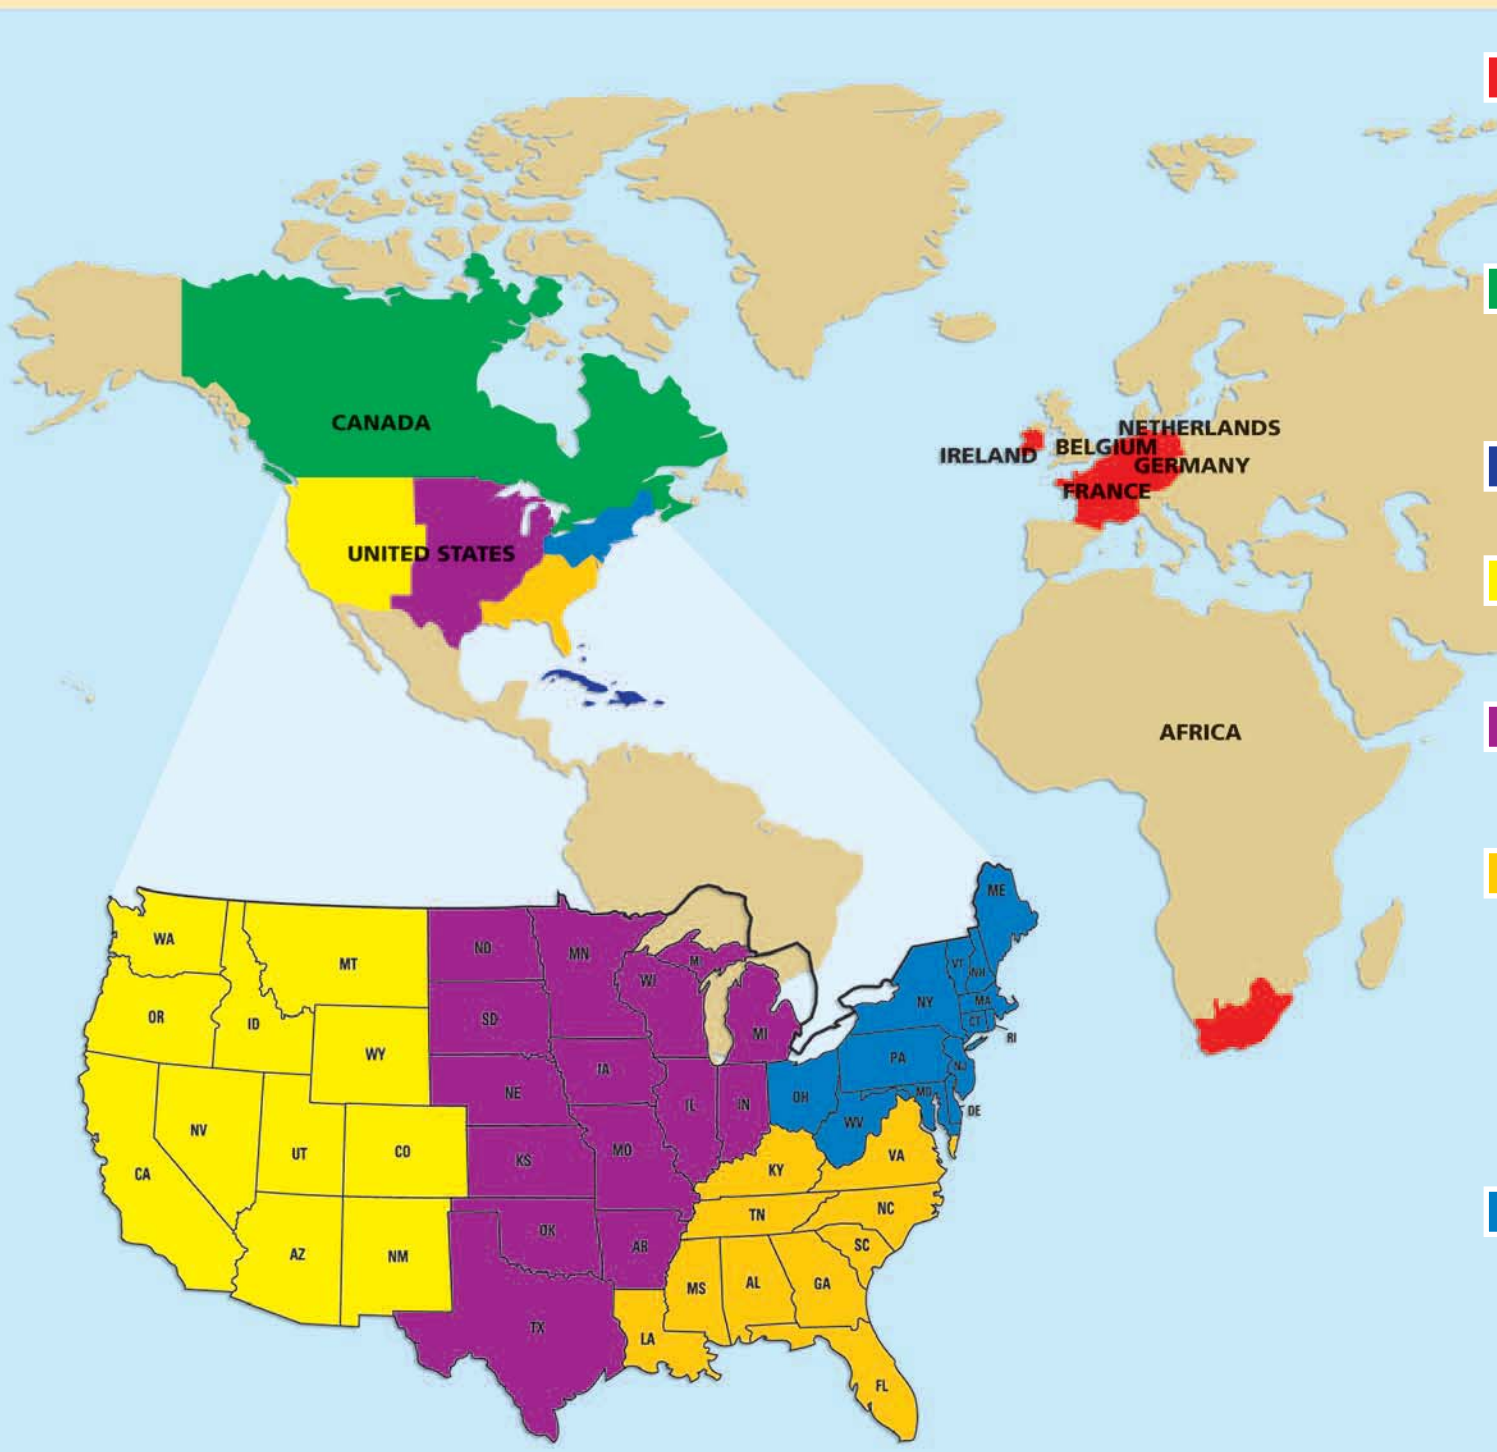 CANADA
NETHERLANDS
IRELAND
BELGIUM
GERMANY
FRANCE
UNITED STATES
AFRICA
ME
WA
MT
ND
MN
VT
NH
MI
WI
OR
ID
SD
NY
MA
CT
RI
MI
WY
PA
NJ
IA
NE
OH
MD
DE
IL
IN
WV
NV
UT
CO
KS
MO
VA
CA
KY
TN
NC
AZ
NM
OK
AR
SC
MS
AL
GA
TX
LA
FL